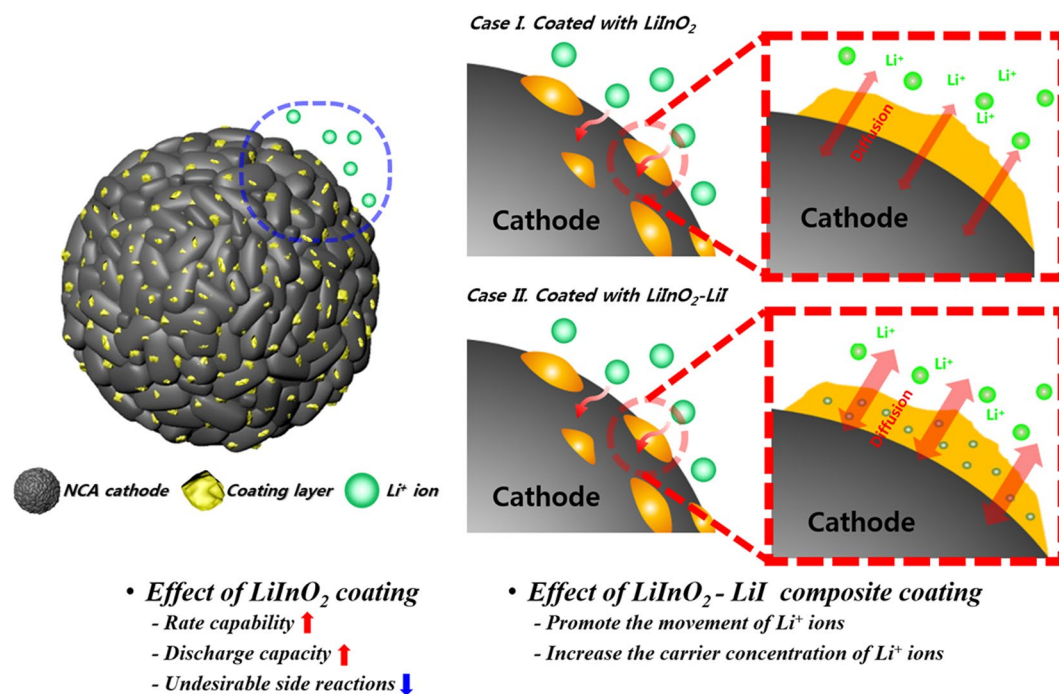 Case I. Coated with LiInO₂
Li⁺
Li⁺
Li⁺
Li⁺
Diffusion
Cathode
Cathode
Case II. Coated with LiInO₂-LiI
Li⁺
Li⁺
Li⁺
Diffusion
Cathode
Cathode
NCA cathode
Coating layer
Li⁺ ion
• Effect of LiInO₂ coating
- Rate capability
- Discharge capacity
- Undesirable side reactions
• Effect of LiInO₂ - LiI composite coating
- Promote the movement of Li⁺ ions
- Increase the carrier concentration of Li⁺ ions